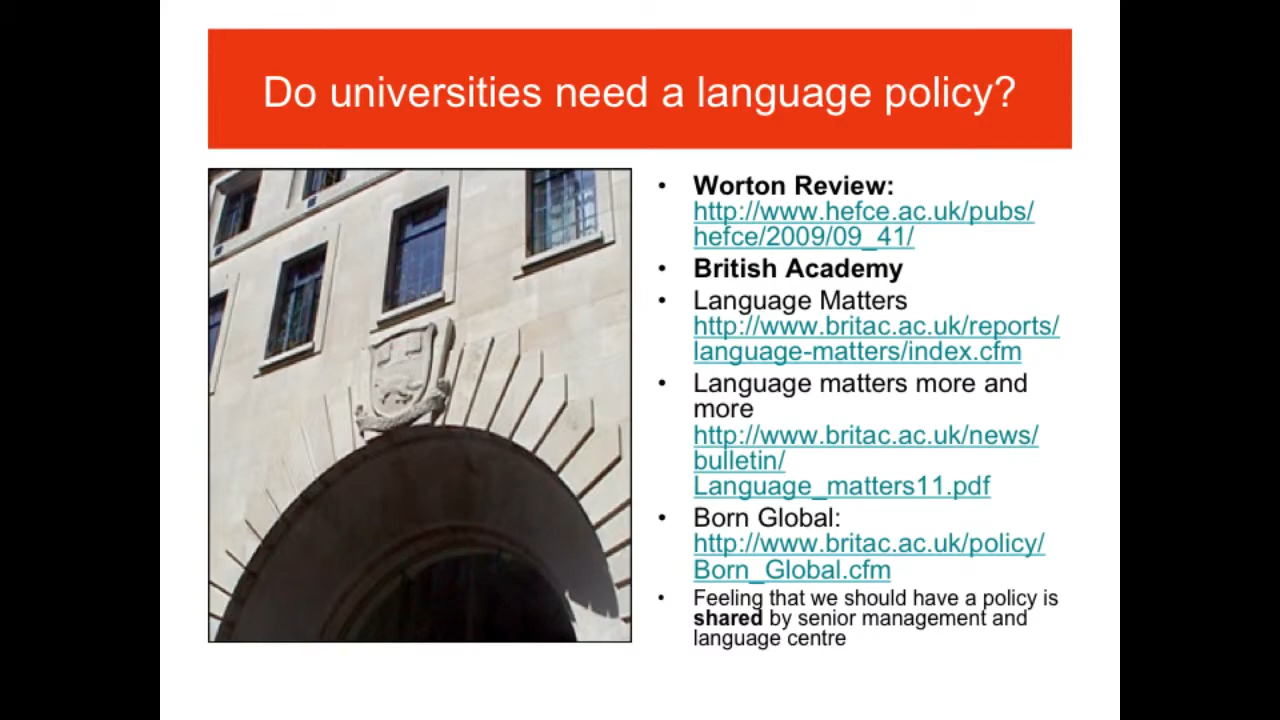 Do universities need a language policy?
• Worton Review:
http://www.hefce.ac.uk/pubs/
hefce/2009/09_41/
• British Academy
• Language Matters
http://www.britac.ac.uk/reports/
language-matters/index.cfm
• Language matters more and
more
http://www.britac.ac.uk/news/
bulletin/
Language_matters11.pdf
• Born Global:
http://www.britac.ac.uk/policy/
Born_Global.cfm
• Feeling that we should have a policy is
shared by senior management and
language centre